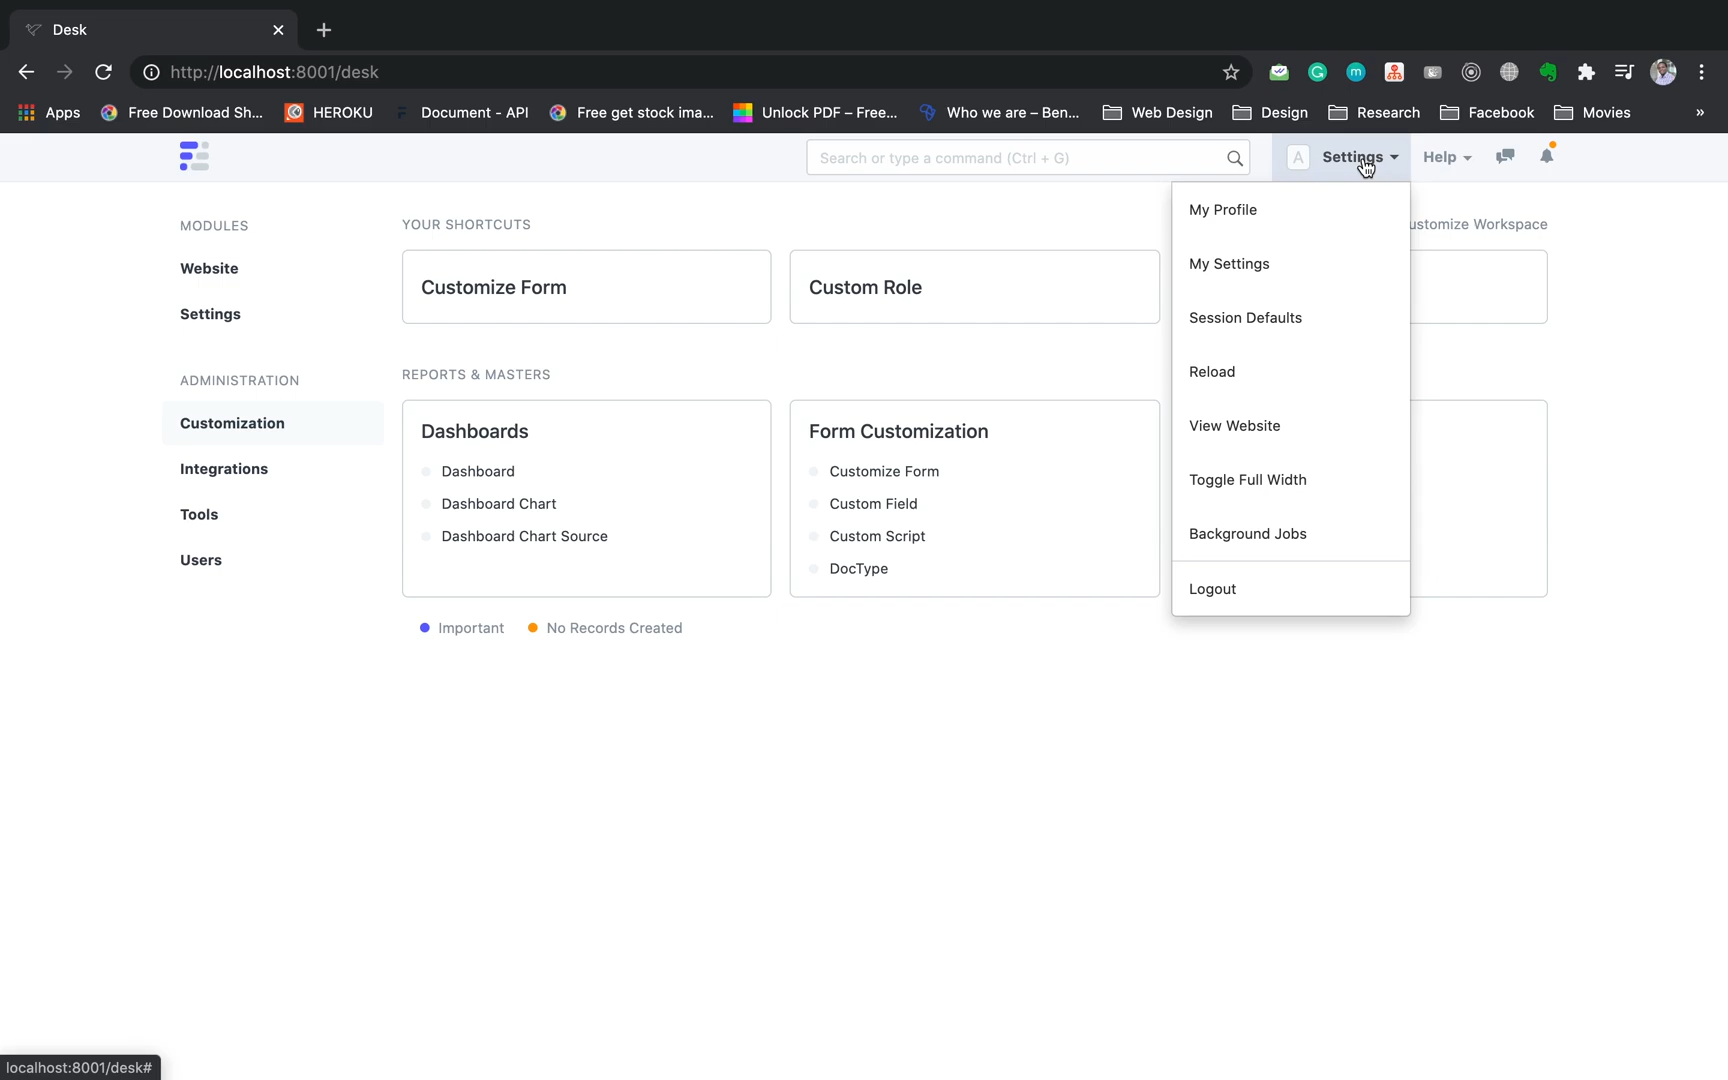 Desk
http://localhost:8001/desk
Apps Free Download Sh... HEROKU Document - API Free get stock ima... Unlock PDF – Free... Who we are – Ben... Web Design Design Research Facebook Movies »
Search or type a command (Ctrl + G) A Settings Help
MODULES
Website
Settings
ADMINISTRATION
Customization
Integrations
Tools
Users
YOUR SHORTCUTS
ustomize Workspace
Customize Form
Custom Role
REPORTS & MASTERS
Dashboards
Dashboard
Dashboard Chart
Dashboard Chart Source
Form Customization
Customize Form
Custom Field
Custom Script
DocType
Important No Records Created
My Profile
My Settings
Session Defaults
Reload
View Website
Toggle Full Width
Background Jobs
Logout
localhost:8001/desk#